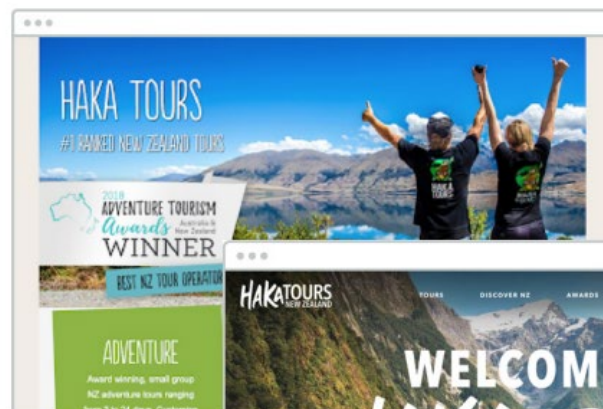 HAKA TOURS
#1 RANKED NEW ZEALAND TOURS
HAKA
TOURS
2018
ADVENTURE TOURISM
Awards
Australia &
New Zealand
WINNER
BEST NZ TOUR OPERATOR
ADVENTURE
Award winning, small group
NZ adventure tours ranging
HAKATOURS
NEW ZEALAND
TOURS
DISCOVER NZ
AWARDS
WELCOM